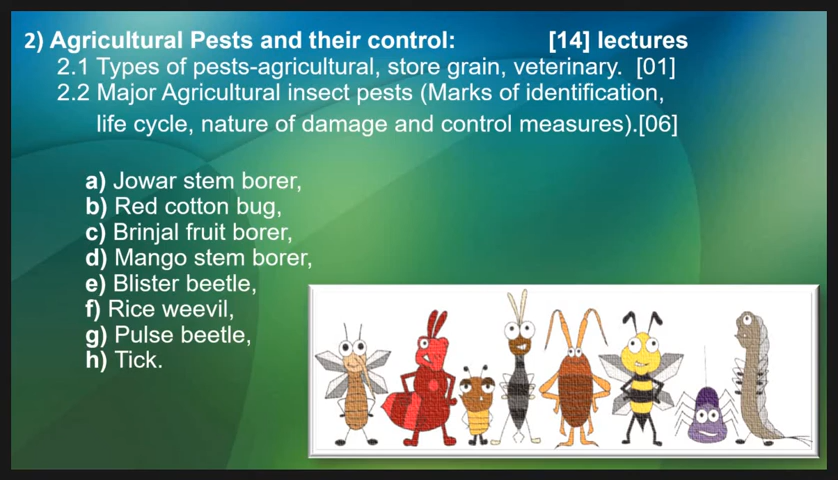 2) Agricultural Pests and their control: [14] lectures
2.1 Types of pests-agricultural, store grain, veterinary. [01]
2.2 Major Agricultural insect pests (Marks of identification,
life cycle, nature of damage and control measures).[06]
a) Jowar stem borer,
b) Red cotton bug,
c) Brinjal fruit borer,
d) Mango stem borer,
e) Blister beetle,
f) Rice weevil,
g) Pulse beetle,
h) Tick.